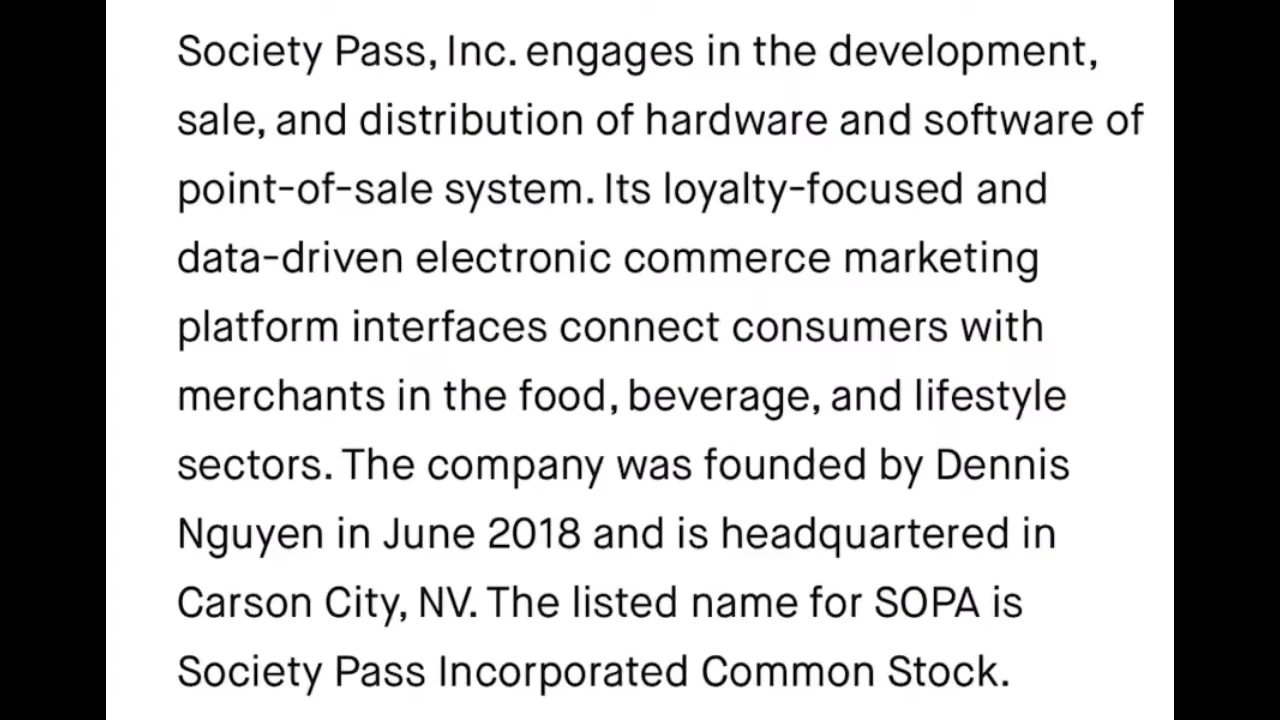 Society Pass, Inc. engages in the development,
sale, and distribution of hardware and software of
point-of-sale system. Its loyalty-focused and
data-driven electronic commerce marketing
platform interfaces connect consumers with
merchants in the food, beverage, and lifestyle
sectors. The company was founded by Dennis
Nguyen in June 2018 and is headquartered in
Carson City, NV. The listed name for SOPA is
Society Pass Incorporated Common Stock.